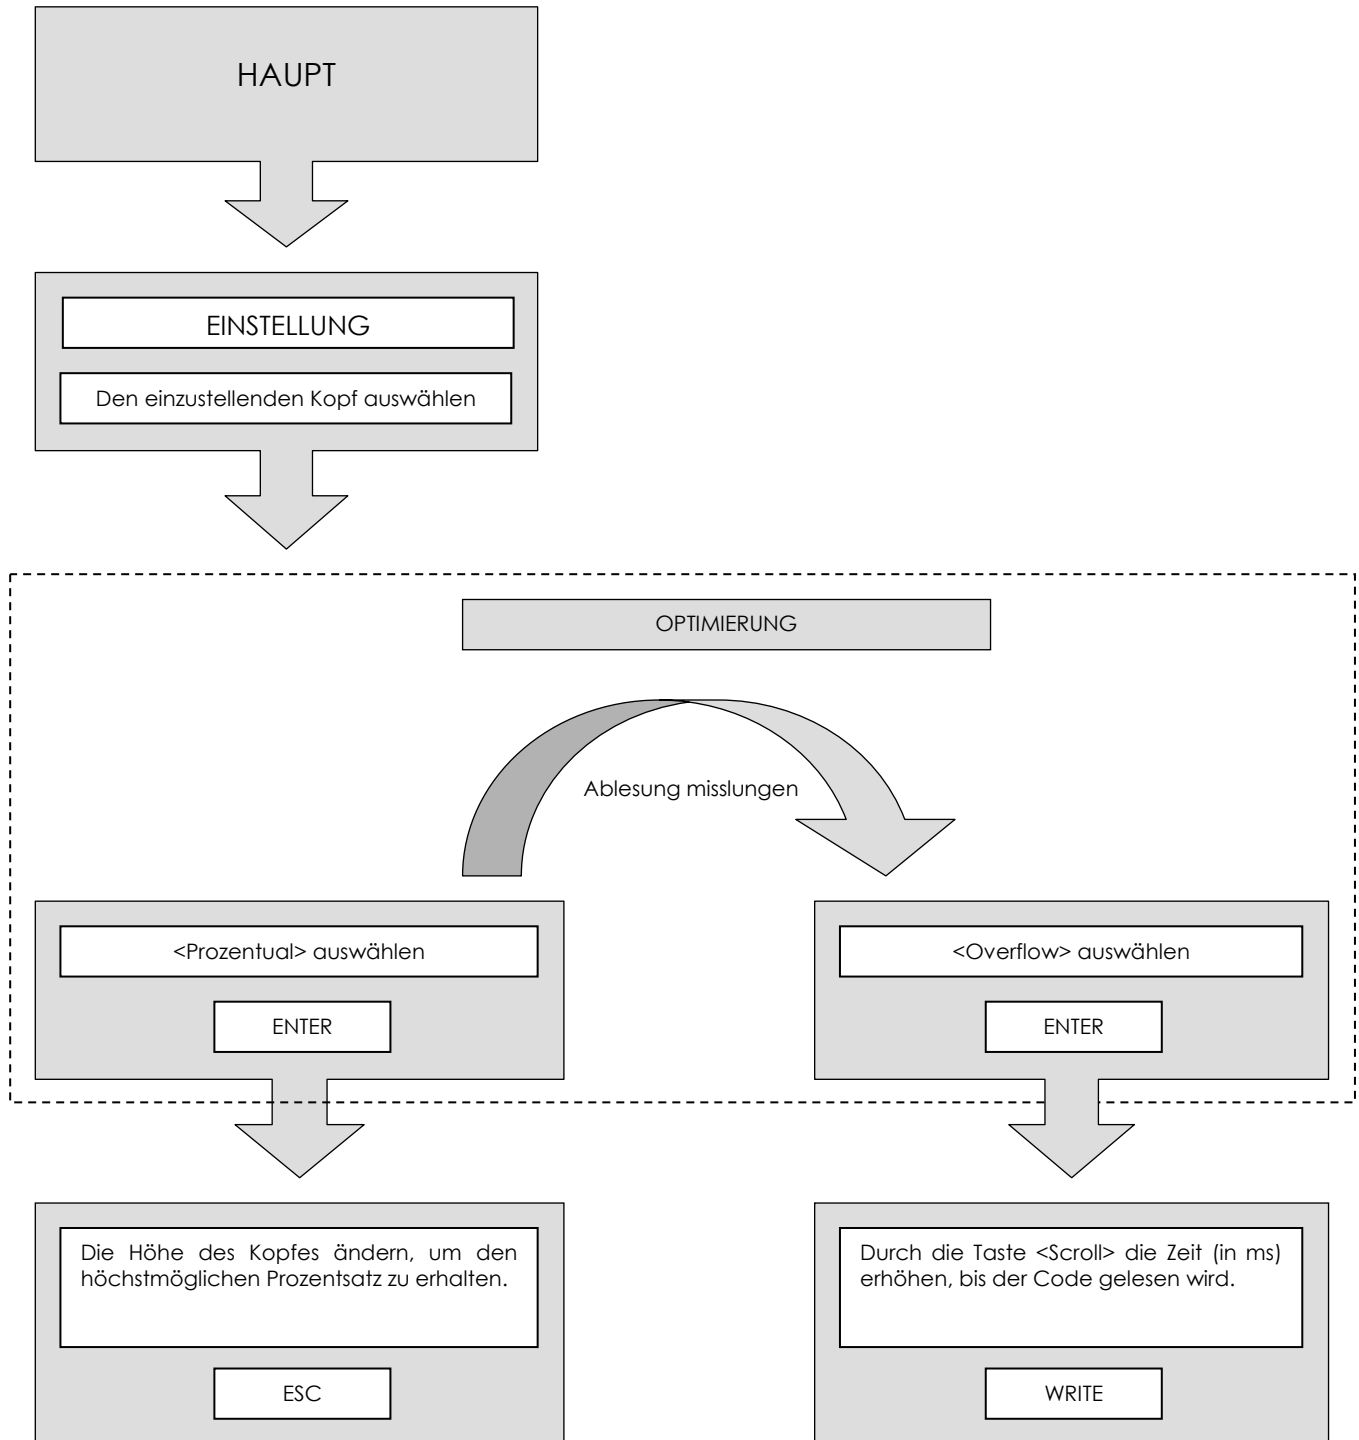 HAUPT
EINSTELLUNG
Den einzustellenden Kopf auswählen
OPTIMIERUNG
Ablesung misslungen
<Prozentual> auswählen
ENTER
<Overflow> auswählen
ENTER
Die Höhe des Kopfes ändern, um den
höchstmöglichen Prozentsatz zu erhalten.
ESC
Durch die Taste <Scroll> die Zeit (in ms)
erhöhen, bis der Code gelesen wird.
WRITE